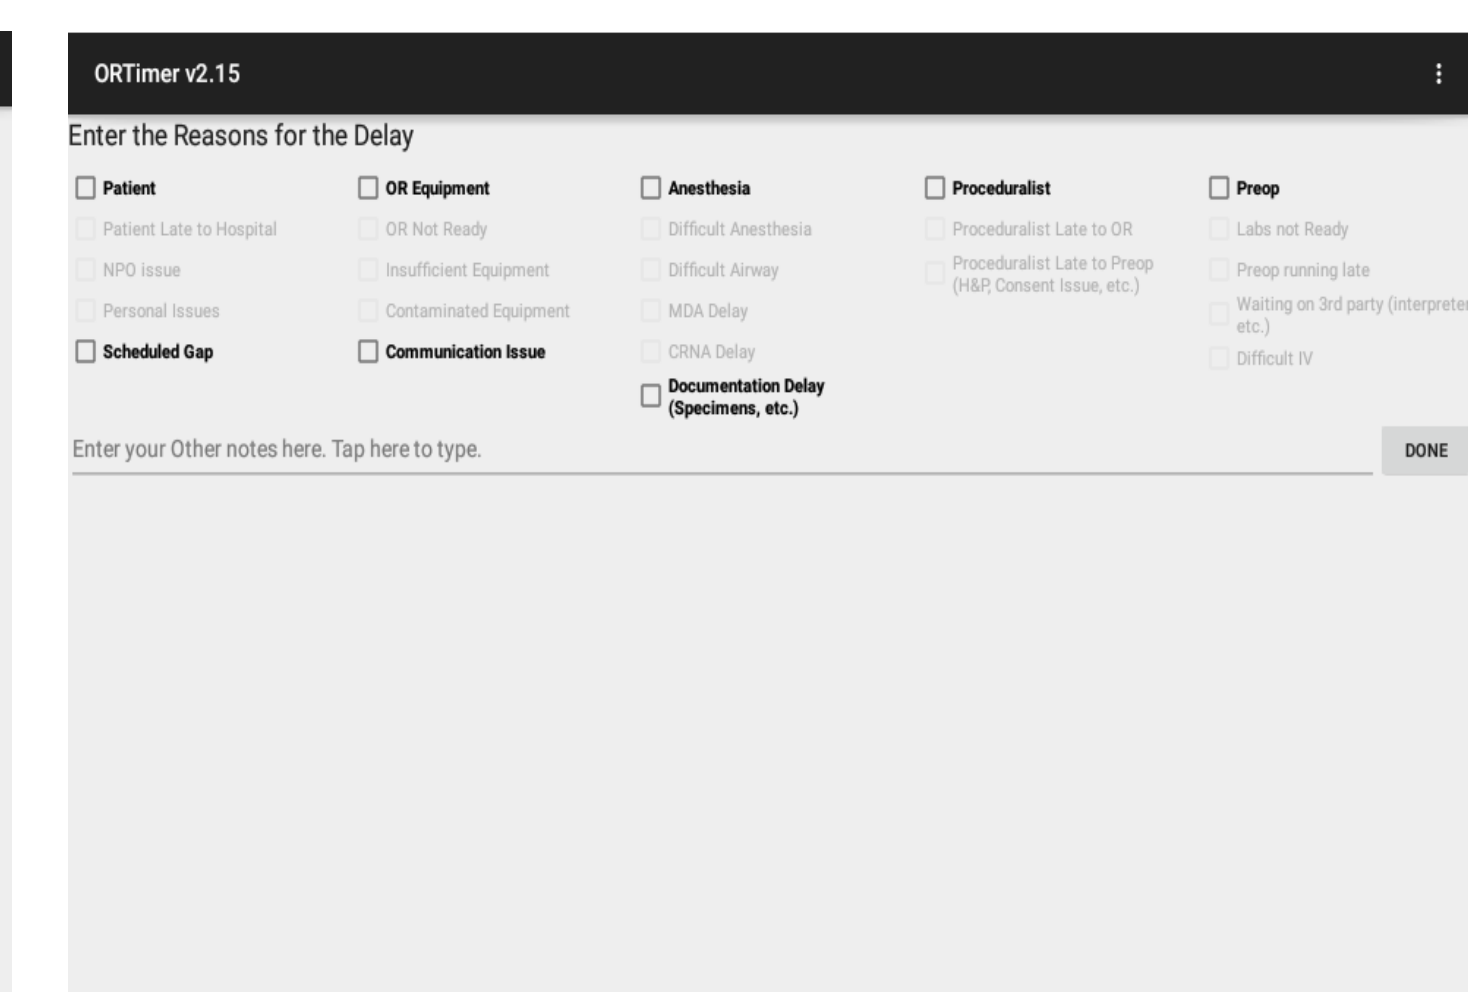 ORTimer v2.15
Enter the Reasons for the Delay
Patient
Patient Late to Hospital
NPO issue
Personal Issues
Scheduled Gap
OR Equipment
OR Not Ready
Insufficient Equipment
Contaminated Equipment
Communication Issue
Anesthesia
Difficult Anesthesia
Difficult Airway
MDA Delay
CRNA Delay
Documentation Delay
(Specimens, etc.)
Proceduralist
Proceduralist Late to OR
Proceduralist Late to Preop
(H&P, Consent Issue, etc.)
Preop
Labs not Ready
Preop running late
Waiting on 3rd party (interpreter
etc.)
Difficult IV
Enter your Other notes here. Tap here to type.
DONE